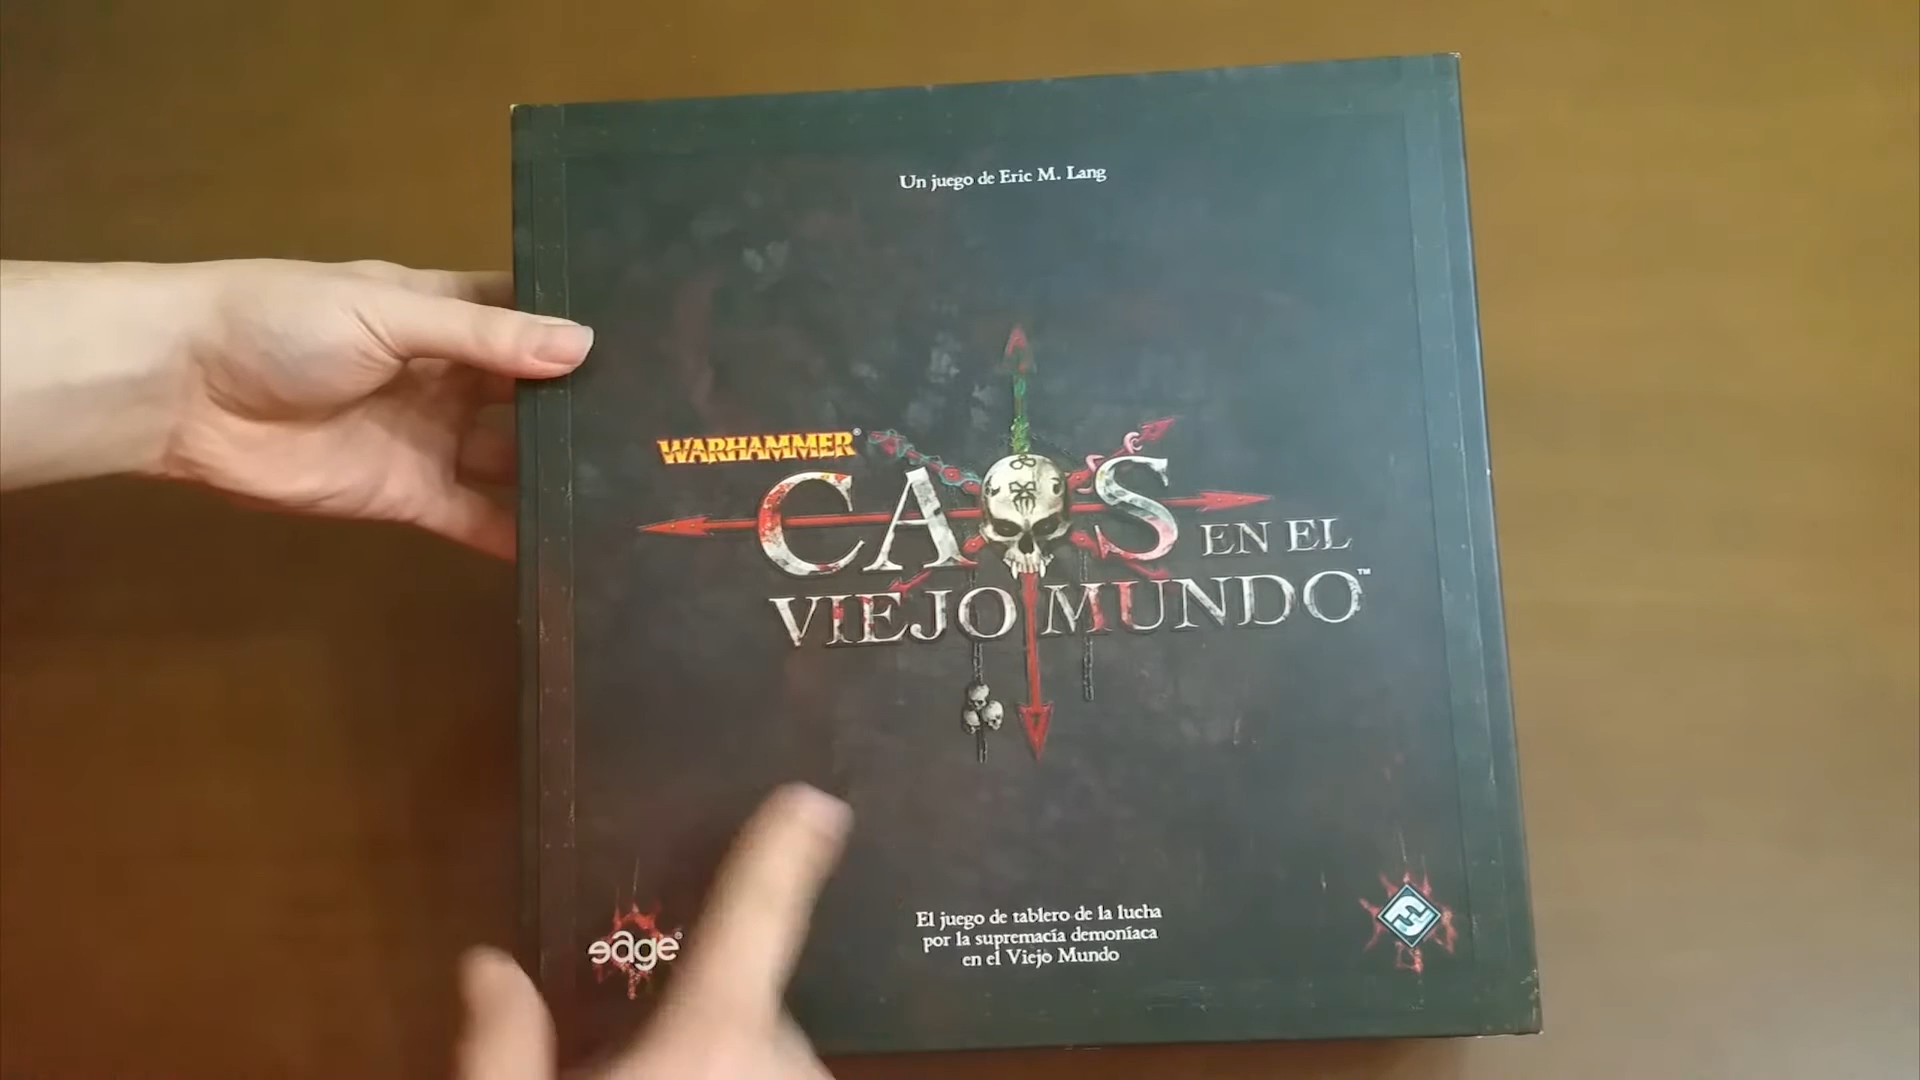 Un juego de Eric M. Lang
WARHAMMER®
CAOS EN EL
VIEJO MUNDO™
El juego de tablero de la lucha
por la supremacía demoníaca
en el Viejo Mundo
edge®